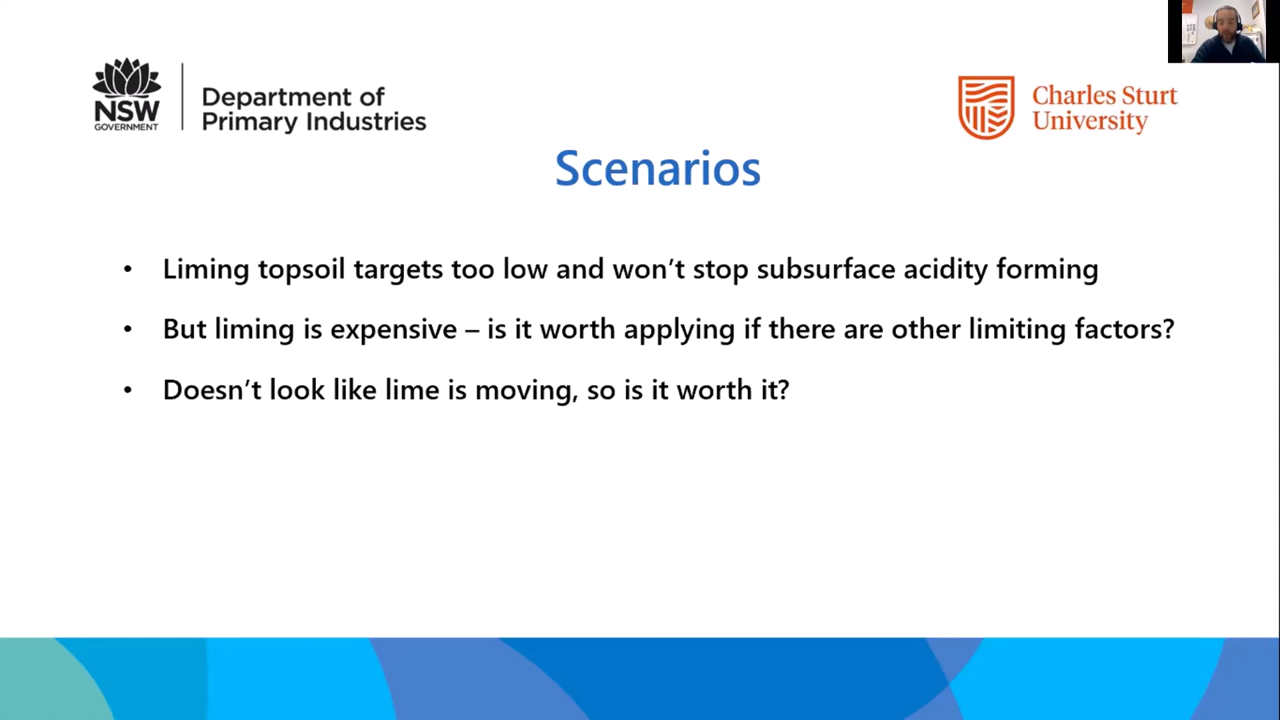 NSW
GOVERNMENT
Department of
Primary Industries
Charles Sturt
University
Scenarios
• Liming topsoil targets too low and won’t stop subsurface acidity forming
• But liming is expensive – is it worth applying if there are other limiting factors?
• Doesn’t look like lime is moving, so is it worth it?